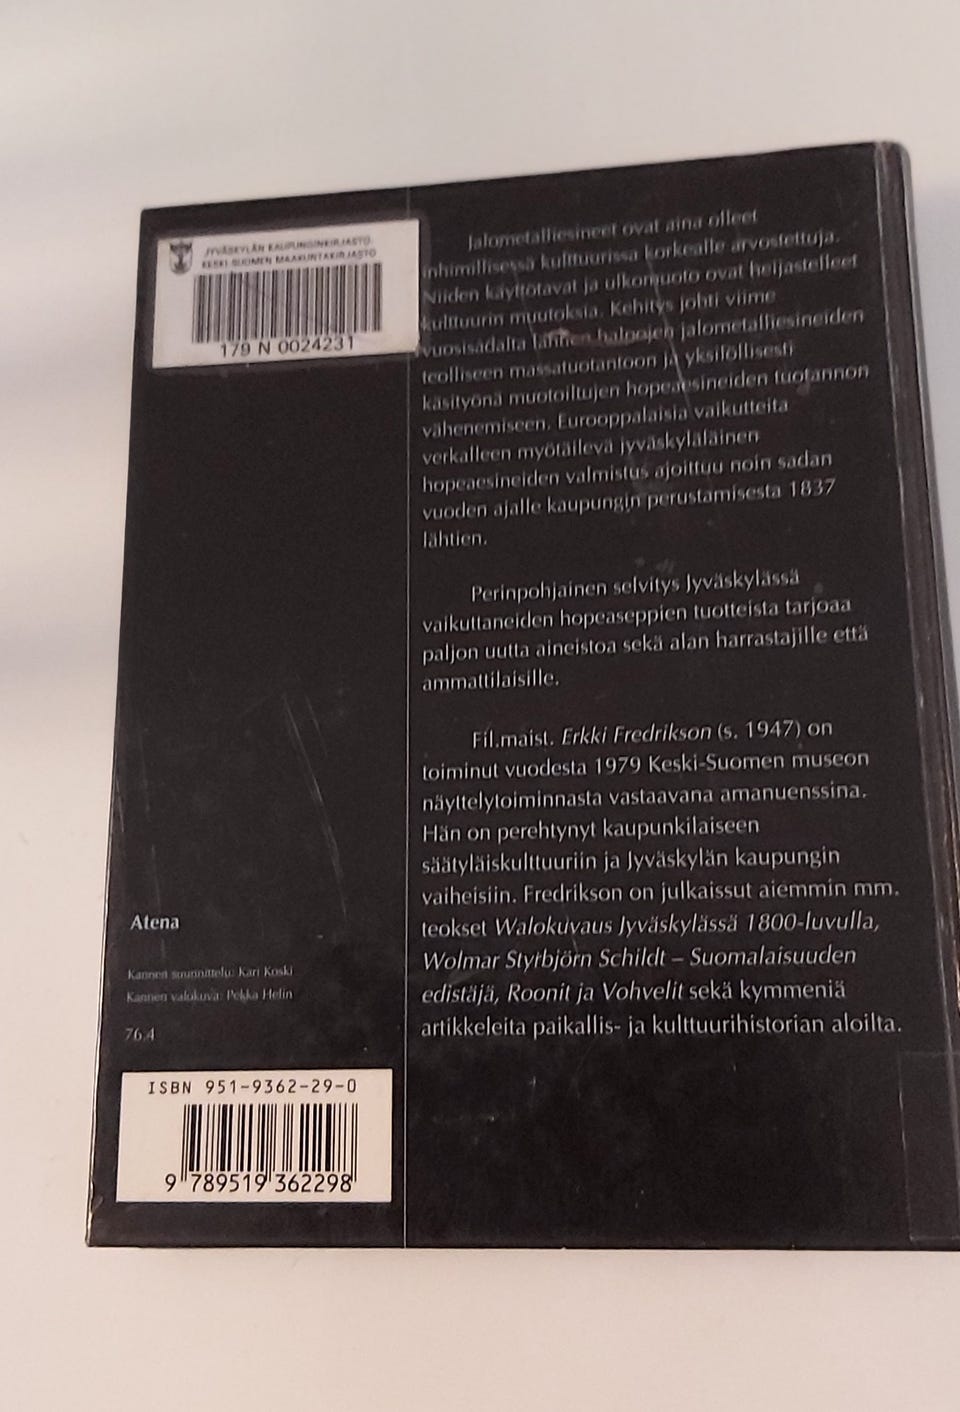 JYVÄSKYLÄN KAUPUNGINKIRJASTO
KESKI-SUOMEN MAAKUNTAKIRJASTO
179 N 0024231
Jalometalliesineet ovat aina olleet
inhimillisessä kulttuurissa korkealle arvostettuja.
Niiden käyttötavat ja ulkomuoto ovat heijastelleet
kulttuurin muutoksia. Kehitys johti viime
vuosisadalta lähtien halpojen jalometalliesineiden
teolliseen massatuotantoon ja yksilöllisesti
käsityönä muotoiltujen hopeaesineiden tuotannon
vähenemiseen. Eurooppalaisia vaikutteita
verkalleen myötäilevä jyväskyläläinen
hopeaesineiden valmistus ajoittuu noin sadan
vuoden ajalle kaupungin perustamisesta 1837
lähtien.
Perinpohjainen selvitys Jyväskylässä
vaikuttaneiden hopeaseppien tuotteista tarjoaa
paljon uutta aineistoa sekä alan harrastajille että
ammattilaisille.
Fil.maist. Erkki Fredrikson (s. 1947) on
toiminut vuodesta 1979 Keski-Suomen museon
näyttelytoiminnasta vastaavana amanuenssina.
Hän on perehtynyt kaupunkilaiseen
säätyläiskulttuuriin ja Jyväskylän kaupungin
vaiheisiin. Fredrikson on julkaissut aiemmin mm.
teokset Walokuvaus Jyväskylässä 1800-luvulla,
Wolmar Styrbjörn Schildt – Suomalaisuuden
edistäjä, Roonit ja Vohvelit sekä kymmeniä
artikkeleita paikallis- ja kulttuurihistorian aloilta.
Atena
Kannen suunnittelu: Kari Koski
Kannen valokuva: Pekka Helin
76.4
ISBN 951-9362-29-0
9 789519 362298